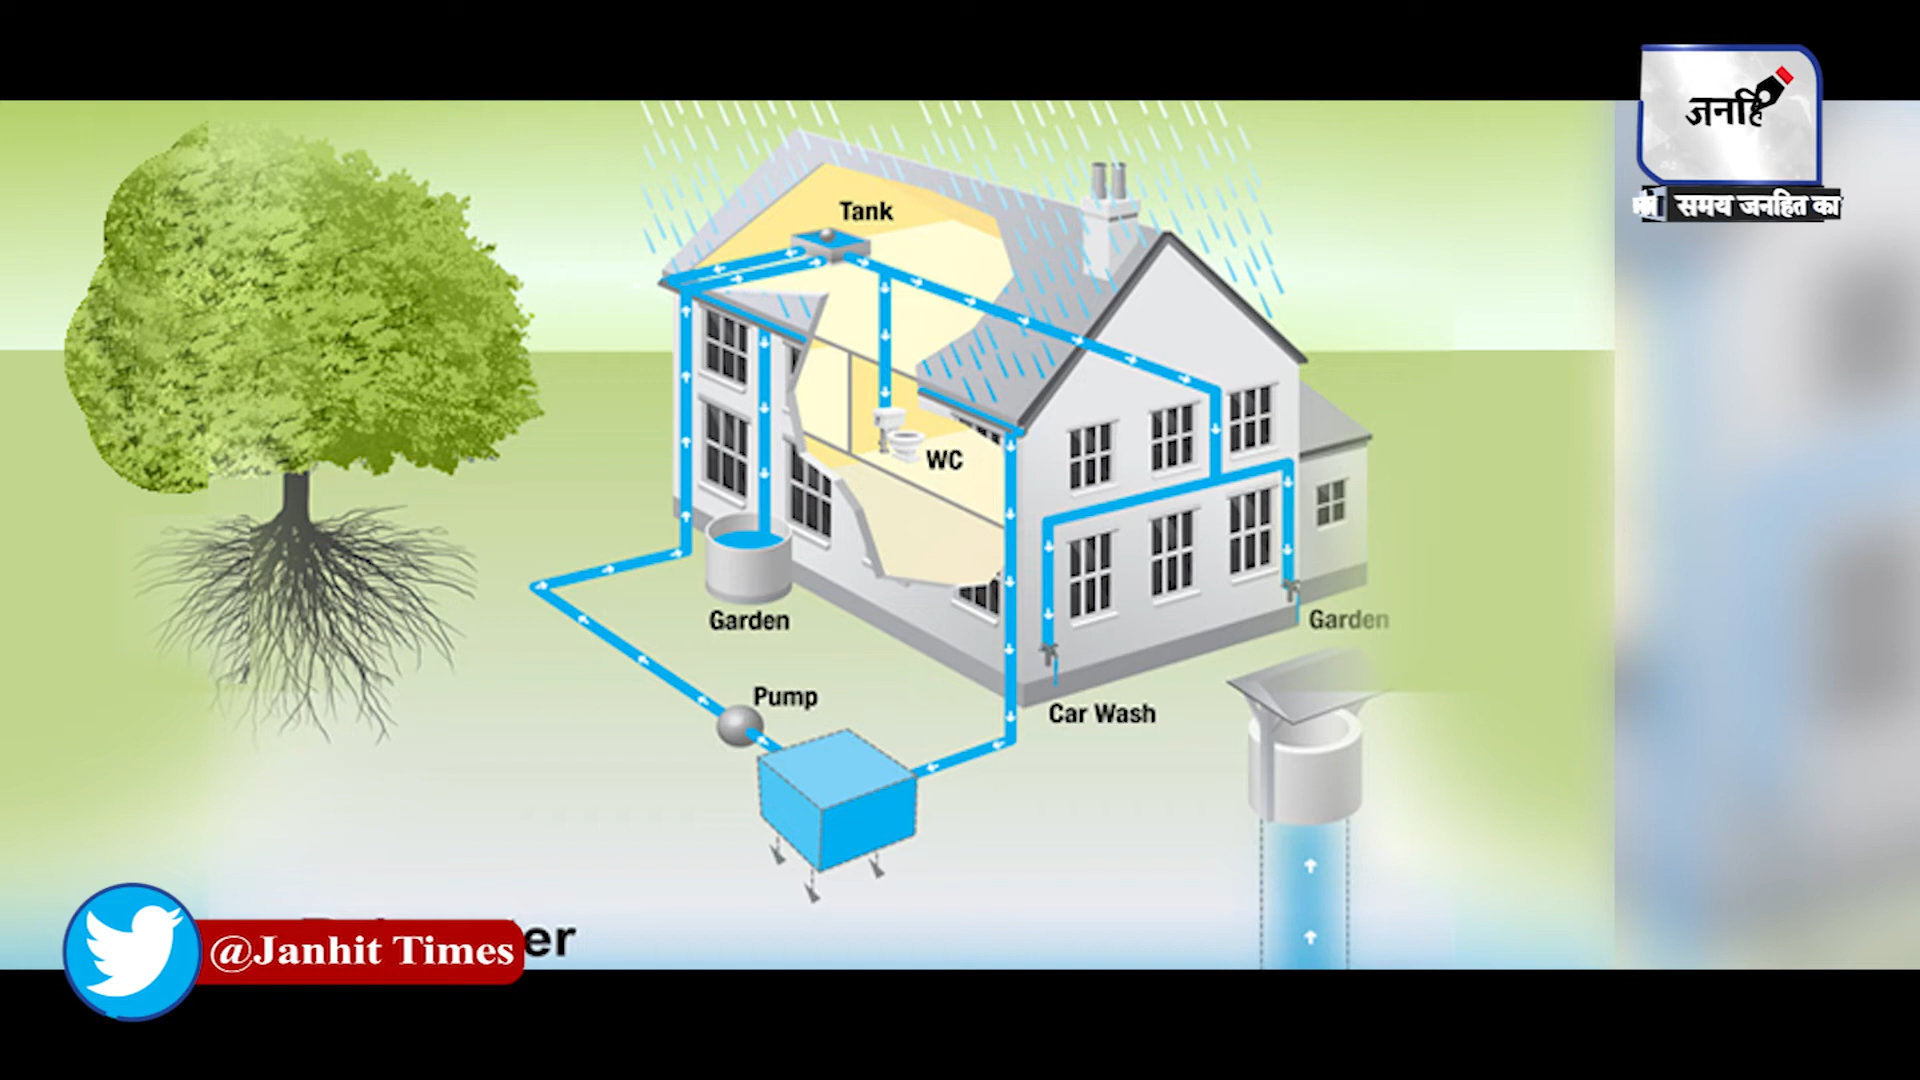 जनहि
समय जनहित का
Tank
WC
Garden
Garden
Pump
Car Wash
er
@Janhit Times